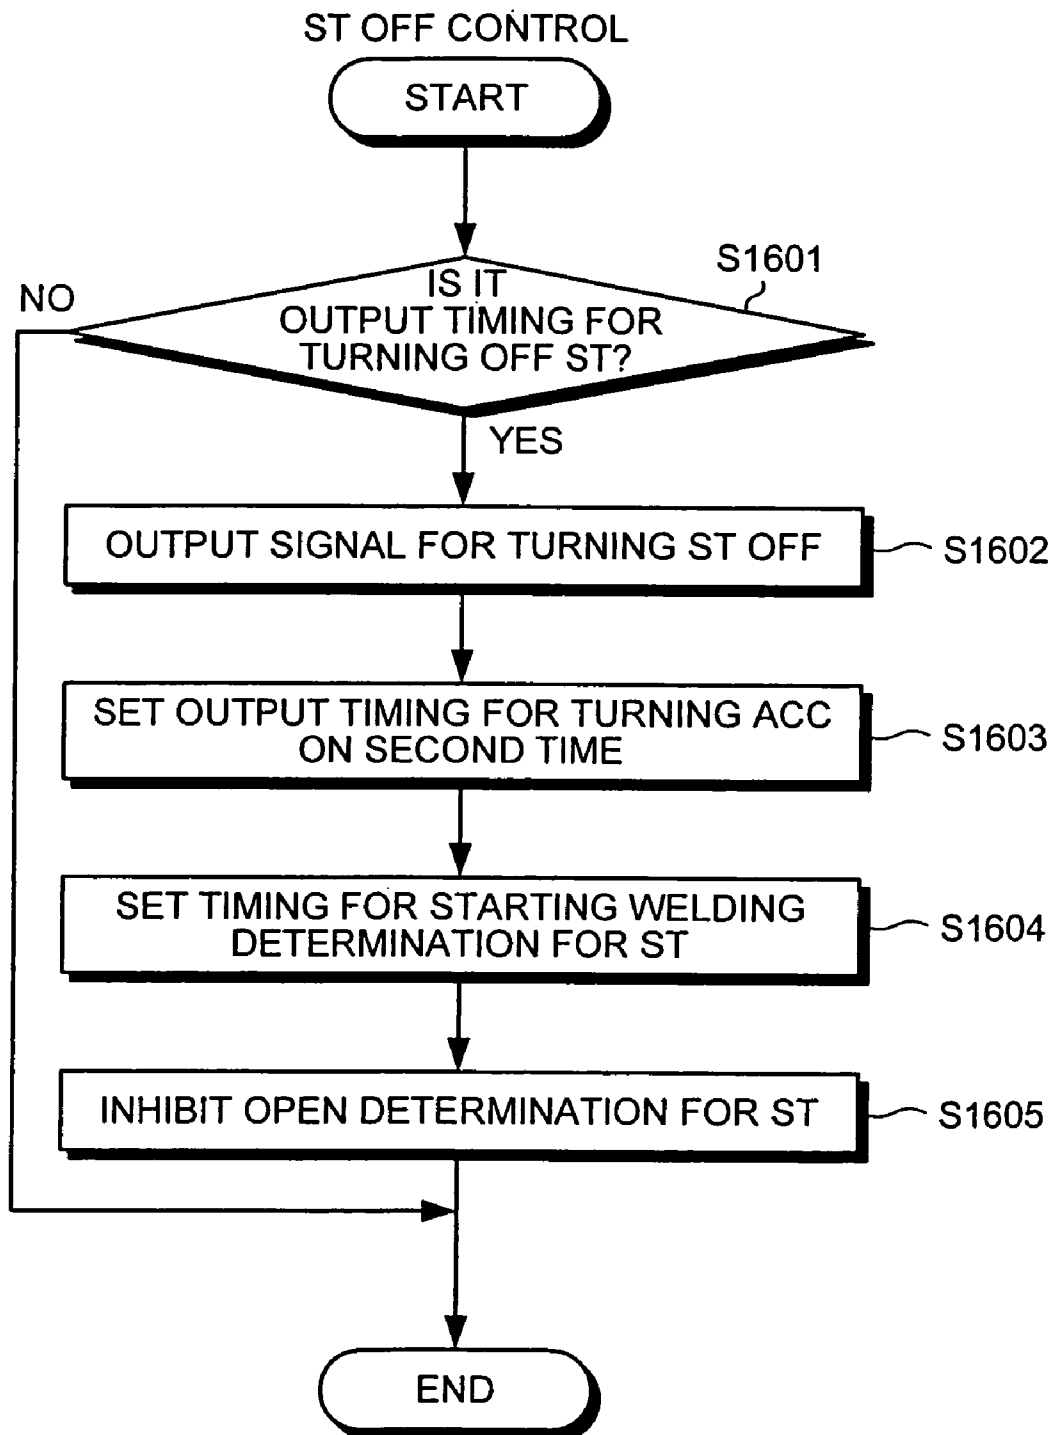 ST OFF CONTROL
START
S1601
IS IT
OUTPUT TIMING FOR
TURNING OFF ST?
NO
YES
OUTPUT SIGNAL FOR TURNING ST OFF
S1602
SET OUTPUT TIMING FOR TURNING ACC
ON SECOND TIME
S1603
SET TIMING FOR STARTING WELDING
DETERMINATION FOR ST
S1604
INHIBIT OPEN DETERMINATION FOR ST
S1605
END